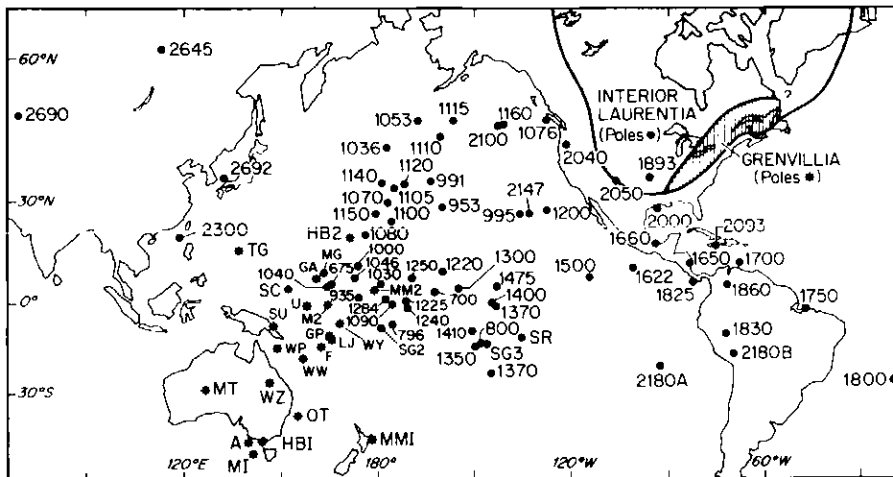 60°N
2645
2690
1053
1115
1160
2100
1076
INTERIOR
LAURENTIA
(Poles •)
?
GRENVILLIA
(Poles *)
1110
1036
2040
1893
2692
1120
1140
991
2050
30°N
1070
1105
2147
953
1150
1100
995
1200
2000
2093
2300
HB2
1080
1660
TG
MG
1000
1300
GA
675
1046
1250
1220
1475
1500
1650
1700
1040
1030
1622
SC
935
MM2
1400
1825
1860
0°
U
1225
700
1370
1750
M2
1284
1240
SU
1090
1410
800
SR
1830
GP
LJ
WY
796
WP
F
SG2
1350
SG3
2180B
WW
1370
2180A
1800
30°S
MT
WZ
OT
A
HBI
MMI
MI
120°E
180°
120°W
60°W